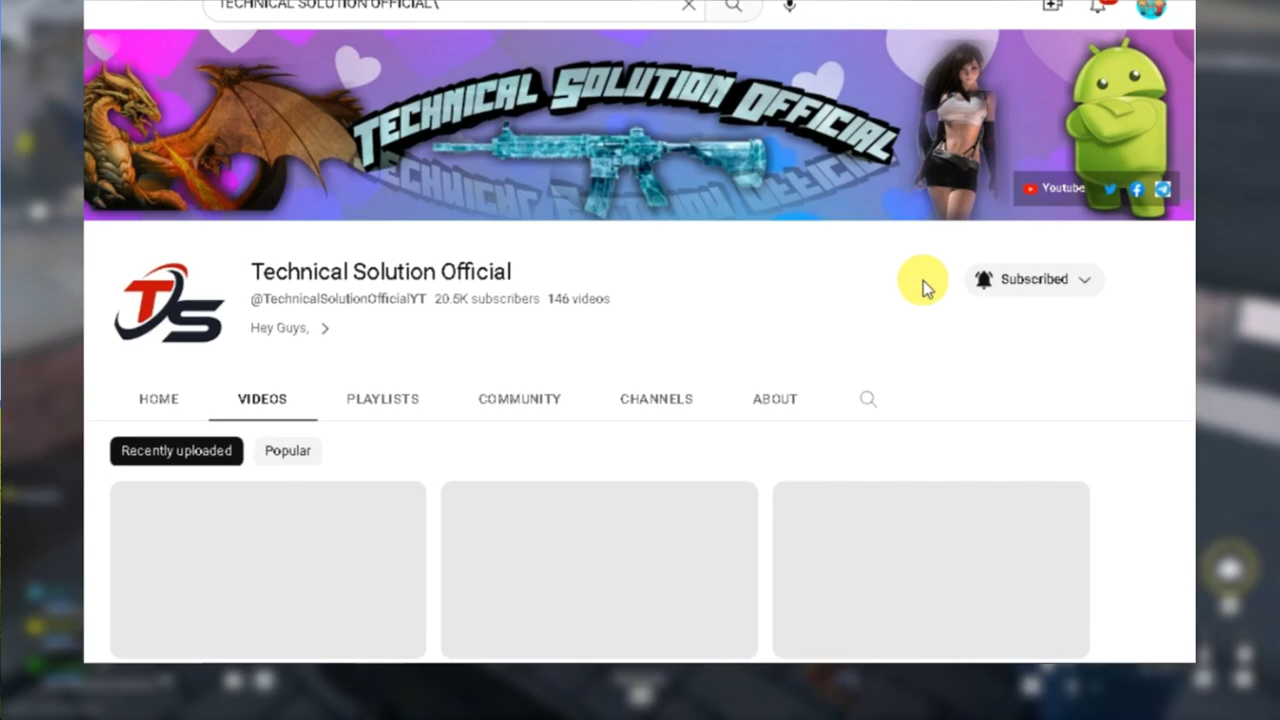 TECHNICAL SOLUTION OFFICIAL\
TECHNICAL SOLUTION OFFICIAL
Youtube
TS
Technical Solution Official
@TechnicalSolutionOfficialYT 20.5K subscribers 146 videos
Subscribed
Hey Guys,
HOME VIDEOS PLAYLISTS COMMUNITY CHANNELS ABOUT
Recently uploaded Popular